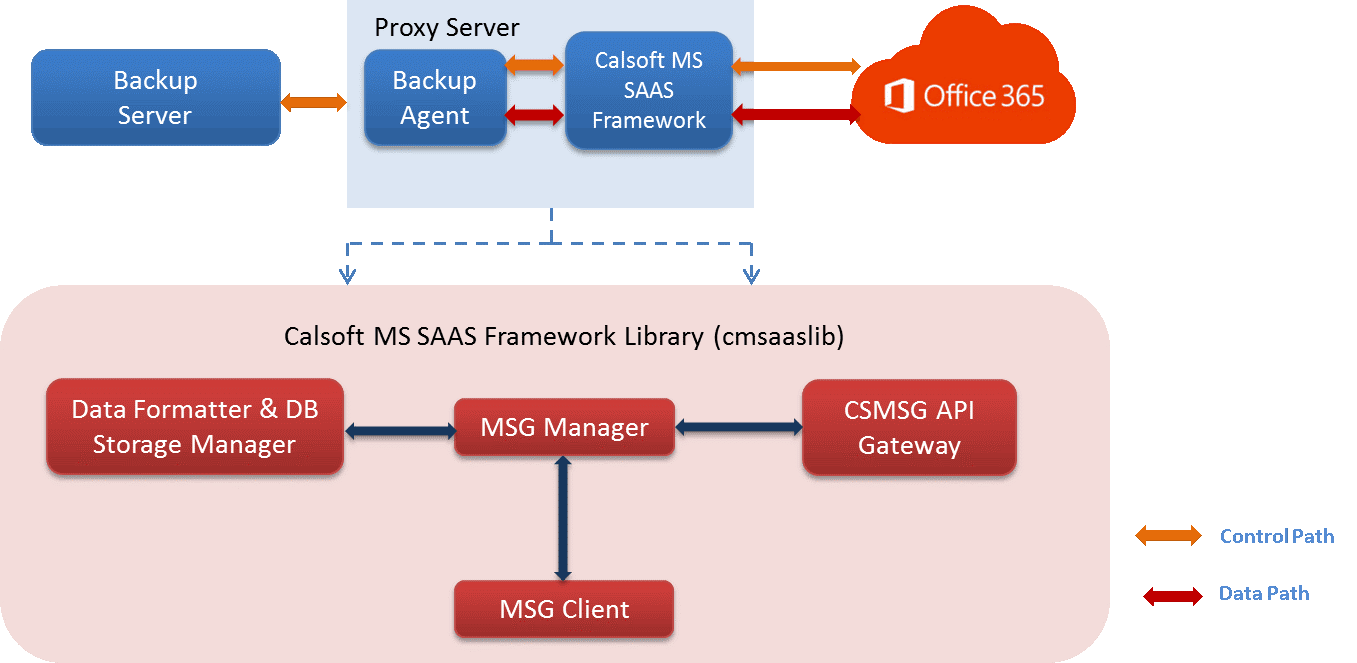 Proxy Server
Backup
Server
Backup
Agent
Calsoft MS
SAAS
Framework
Office 365
Calsoft MS SAAS Framework Library (cmsaaslib)
Data Formatter & DB
Storage Manager
MSG Manager
CSMSG API
Gateway
MSG Client
Control Path
Data Path